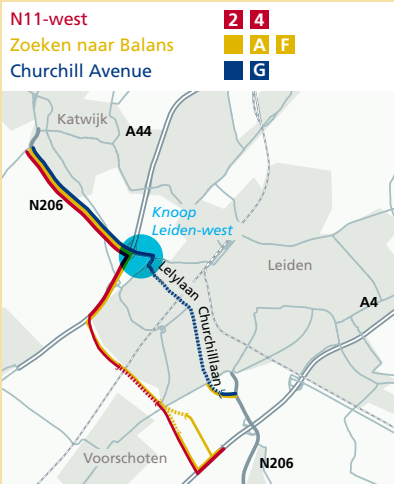 N11-west 2 4
Zoeken naar Balans A F
Churchill Avenue G
Katwijk
A44
N206
Knoop
Leiden-west
Leiden
Lelylaan
Churchilllaan
A4
Voorschoten
N206